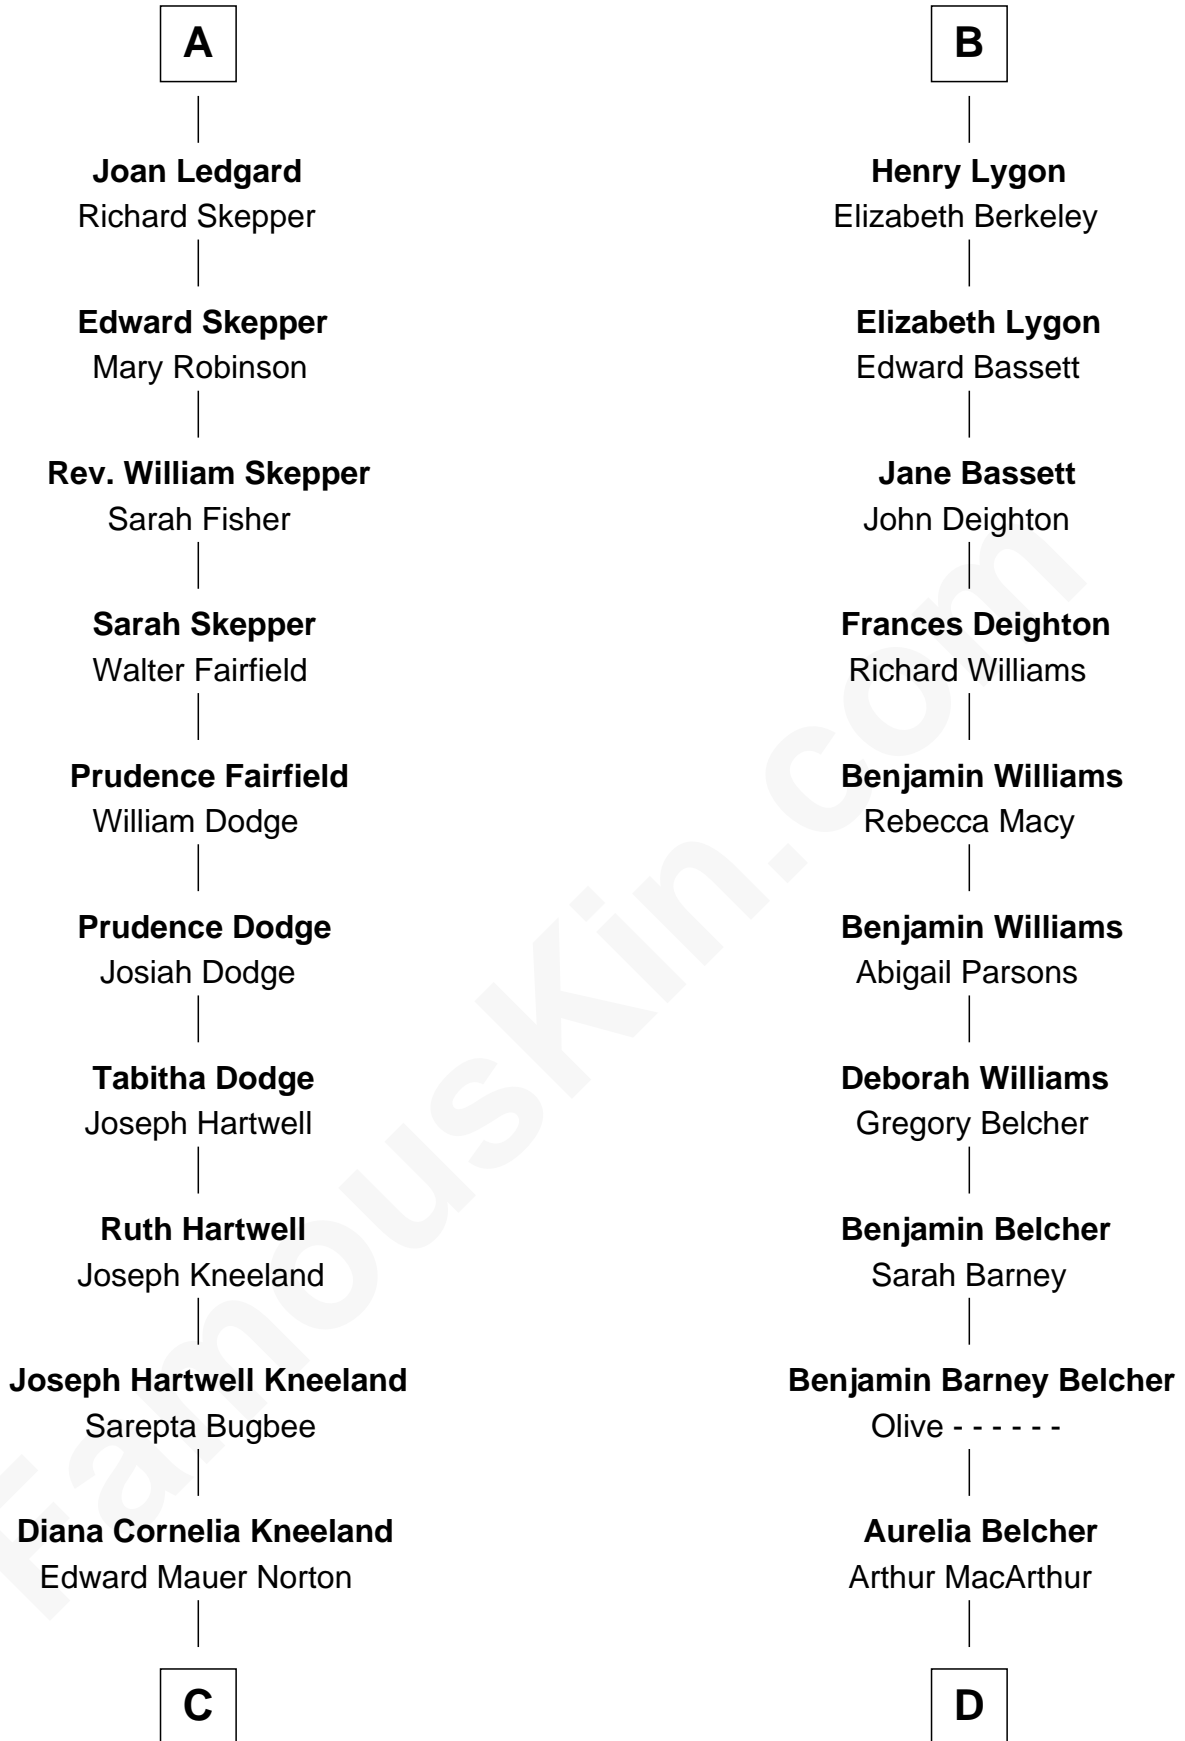 A
Joan Ledgard
Richard Skepper
Edward Skepper
Mary Robinson
Rev. William Skepper
Sarah Fisher
Sarah Skepper
Walter Fairfield
Prudence Fairfield
William Dodge
Prudence Dodge
Josiah Dodge
Tabitha Dodge
Joseph Hartwell
Ruth Hartwell
Joseph Kneeland
Joseph Hartwell Kneeland
Sarepta Bugbee
Diana Cornelia Kneeland
Edward Mauer Norton
C
B
Henry Lygon
Elizabeth Berkeley
Elizabeth Lygon
Edward Bassett
Jane Bassett
John Deighton
Frances Deighton
Richard Williams
Benjamin Williams
Rebecca Macy
Benjamin Williams
Abigail Parsons
Deborah Williams
Gregory Belcher
Benjamin Belcher
Sarah Barney
Benjamin Barney Belcher
Olive - - - - - -
Aurelia Belcher
Arthur MacArthur
D
FamousKin.com